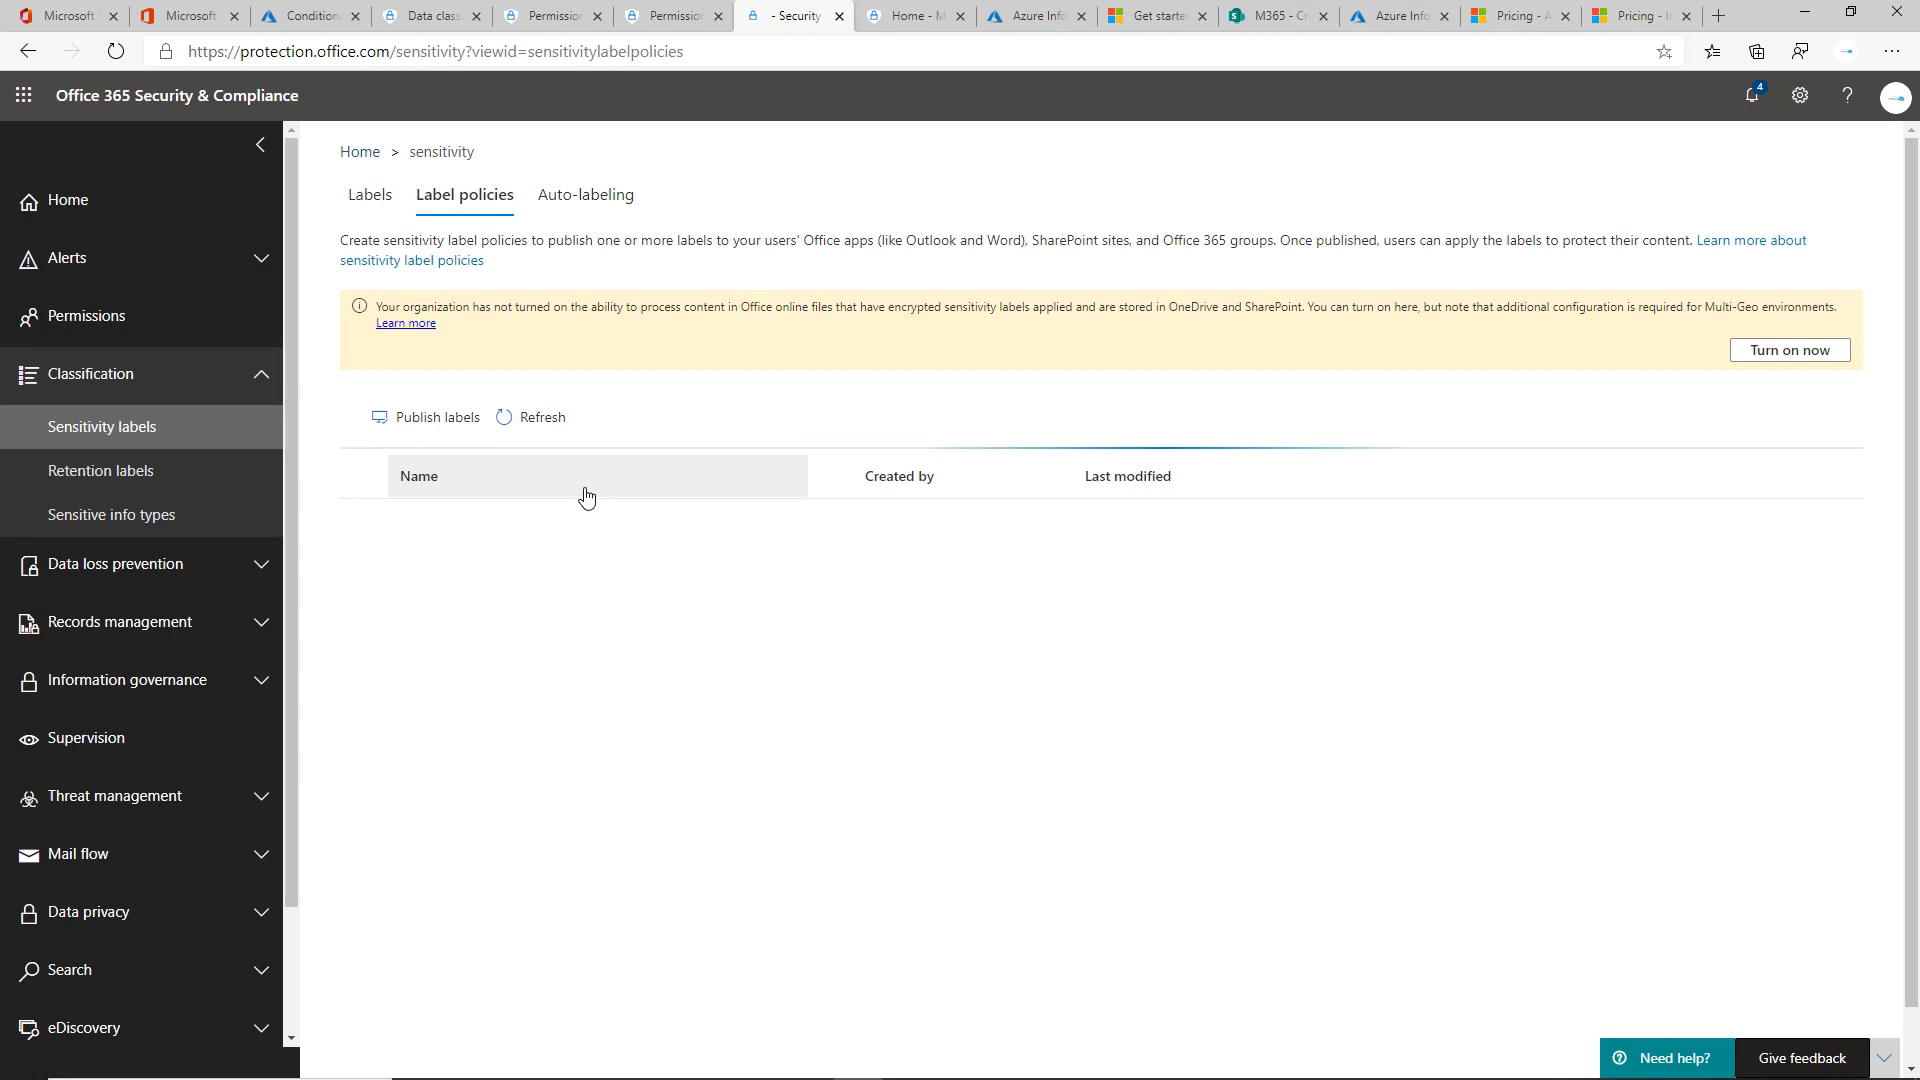 Microsoft
Microsoft
Condition
Data class
Permission
Permission
- Security
Home - M
Azure Info
Get starte
M365 - C
Azure Info
Pricing - A
Pricing - I
https://protection.office.com/sensitivity?viewid=sensitivitylabelpolicies
Office 365 Security & Compliance
4
?
Home
Alerts
Permissions
Classification
Sensitivity labels
Retention labels
Sensitive info types
Data loss prevention
Records management
Information governance
Supervision
Threat management
Mail flow
Data privacy
Search
eDiscovery
Home > sensitivity
Labels Label policies Auto-labeling
Create sensitivity label policies to publish one or more labels to your users' Office apps (like Outlook and Word), SharePoint sites, and Office 365 groups. Once published, users can apply the labels to protect their content. Learn more about
sensitivity label policies
Your organization has not turned on the ability to process content in Office online files that have encrypted sensitivity labels applied and are stored in OneDrive and SharePoint. You can turn on here, but note that additional configuration is required for Multi-Geo environments.
Learn more
Turn on now
Publish labels Refresh
Name Created by Last modified
Need help? Give feedback